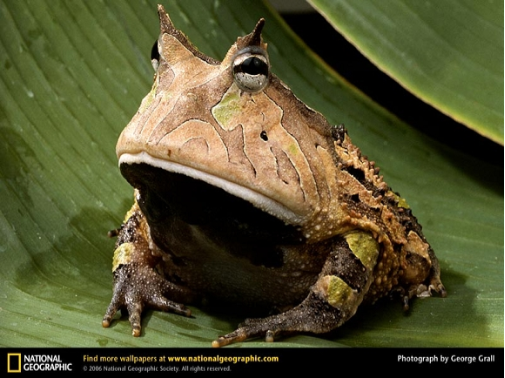 NATIONAL
GEOGRAPHIC
Find more wallpapers at www.nationalgeographic.com
© 2006 National Geographic Society. All rights reserved.
Photograph by George Grall